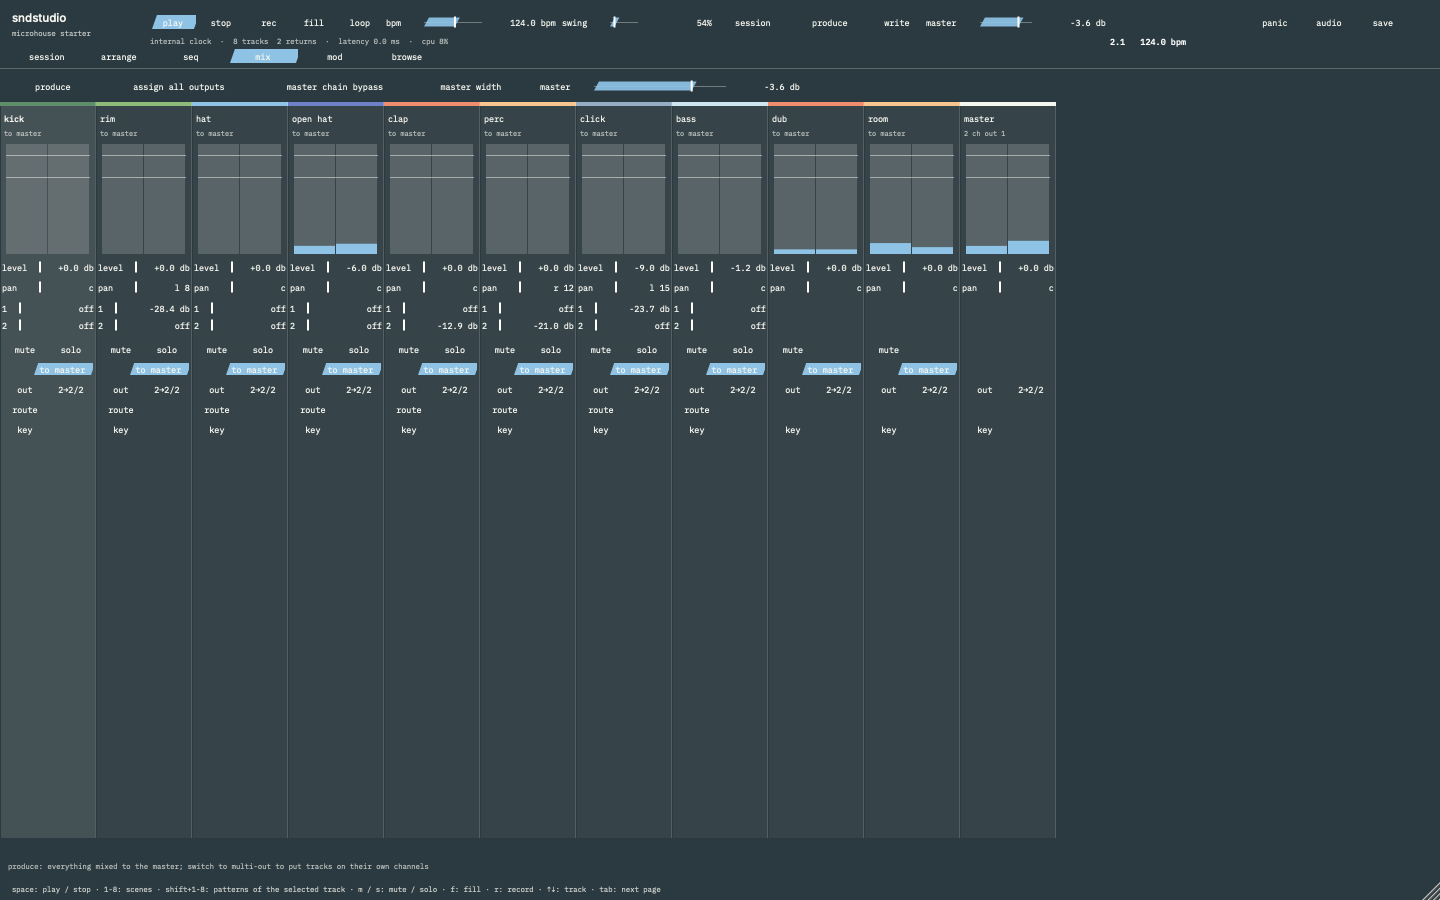 sndstudio play stop rec fill loop bpm 124.0 bpm swing 54% session produce write master -3.6 db panic audio save
microhouse starter
internal clock · 8 tracks 2 returns · latency 0.0 ms · cpu 8% 2.1 124.0 bpm
session arrange seq mix mod browse
produce assign all outputs master chain bypass master width master -3.6 db
kick rim hat open hat clap perc click bass dub room master
to master to master to master to master to master to master to master to master to master to master 2 ch out 1
level +0.0 db level +0.0 db level +0.0 db level -6.0 db level +0.0 db level +0.0 db level -9.0 db level -1.2 db level +0.0 db level +0.0 db level +0.0 db
pan c pan l 8 pan c pan c pan c pan r 12 pan l 15 pan c pan c pan c pan c
1 off 1 -28.4 db 1 off 1 off 1 off 1 off 1 -23.7 db 1 off
2 off 2 off 2 off 2 off 2 -12.9 db 2 -21.0 db 2 off 2 off
mute solo mute solo mute solo mute solo mute solo mute solo mute solo mute solo mute mute
to master to master to master to master to master to master to master to master to master to master
out 2→2/2 out 2→2/2 out 2→2/2 out 2→2/2 out 2→2/2 out 2→2/2 out 2→2/2 out 2→2/2 out 2→2/2 out 2→2/2 out 2→2/2
route route route route route route route route
key key key key key key key key key key key
produce: everything mixed to the master; switch to multi-out to put tracks on their own channels
space: play / stop · 1-8: scenes · shift+1-8: patterns of the selected track · m / s: mute / solo · f: fill · r: record · ↑↓: track · tab: next page